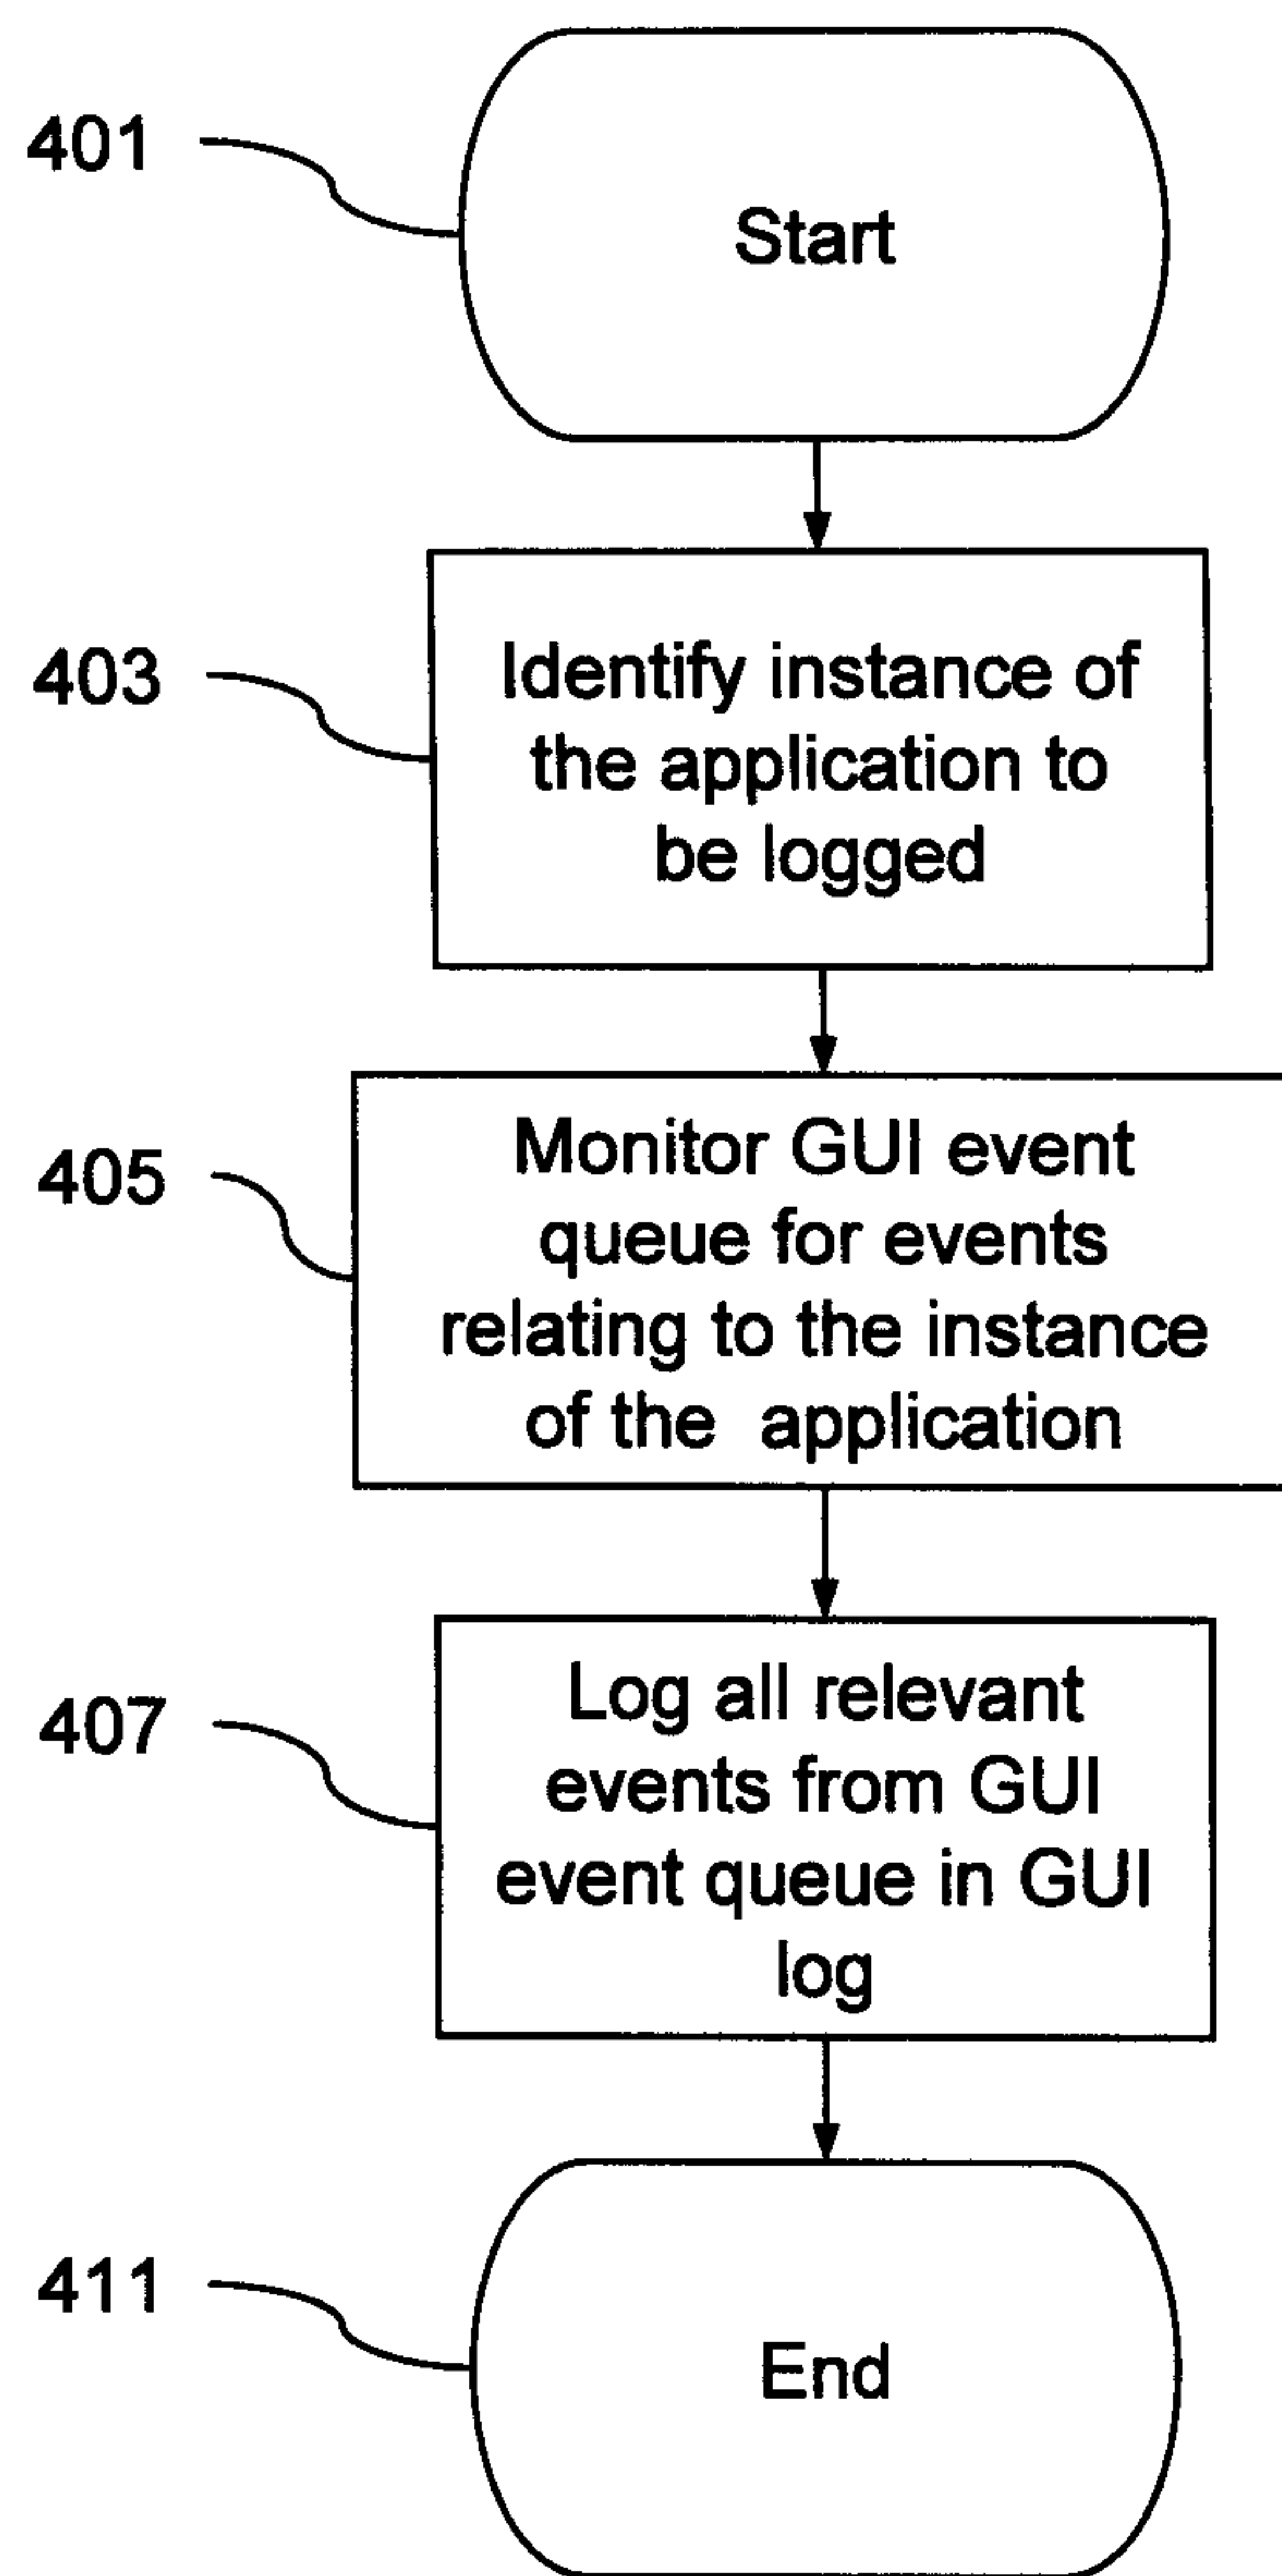 401
Start
403
Identify instance of
the application to
be logged
405
Monitor GUI event
queue for events
relating to the instance
of the application
407
Log all relevant
events from GUI
event queue in GUI
log
411
End